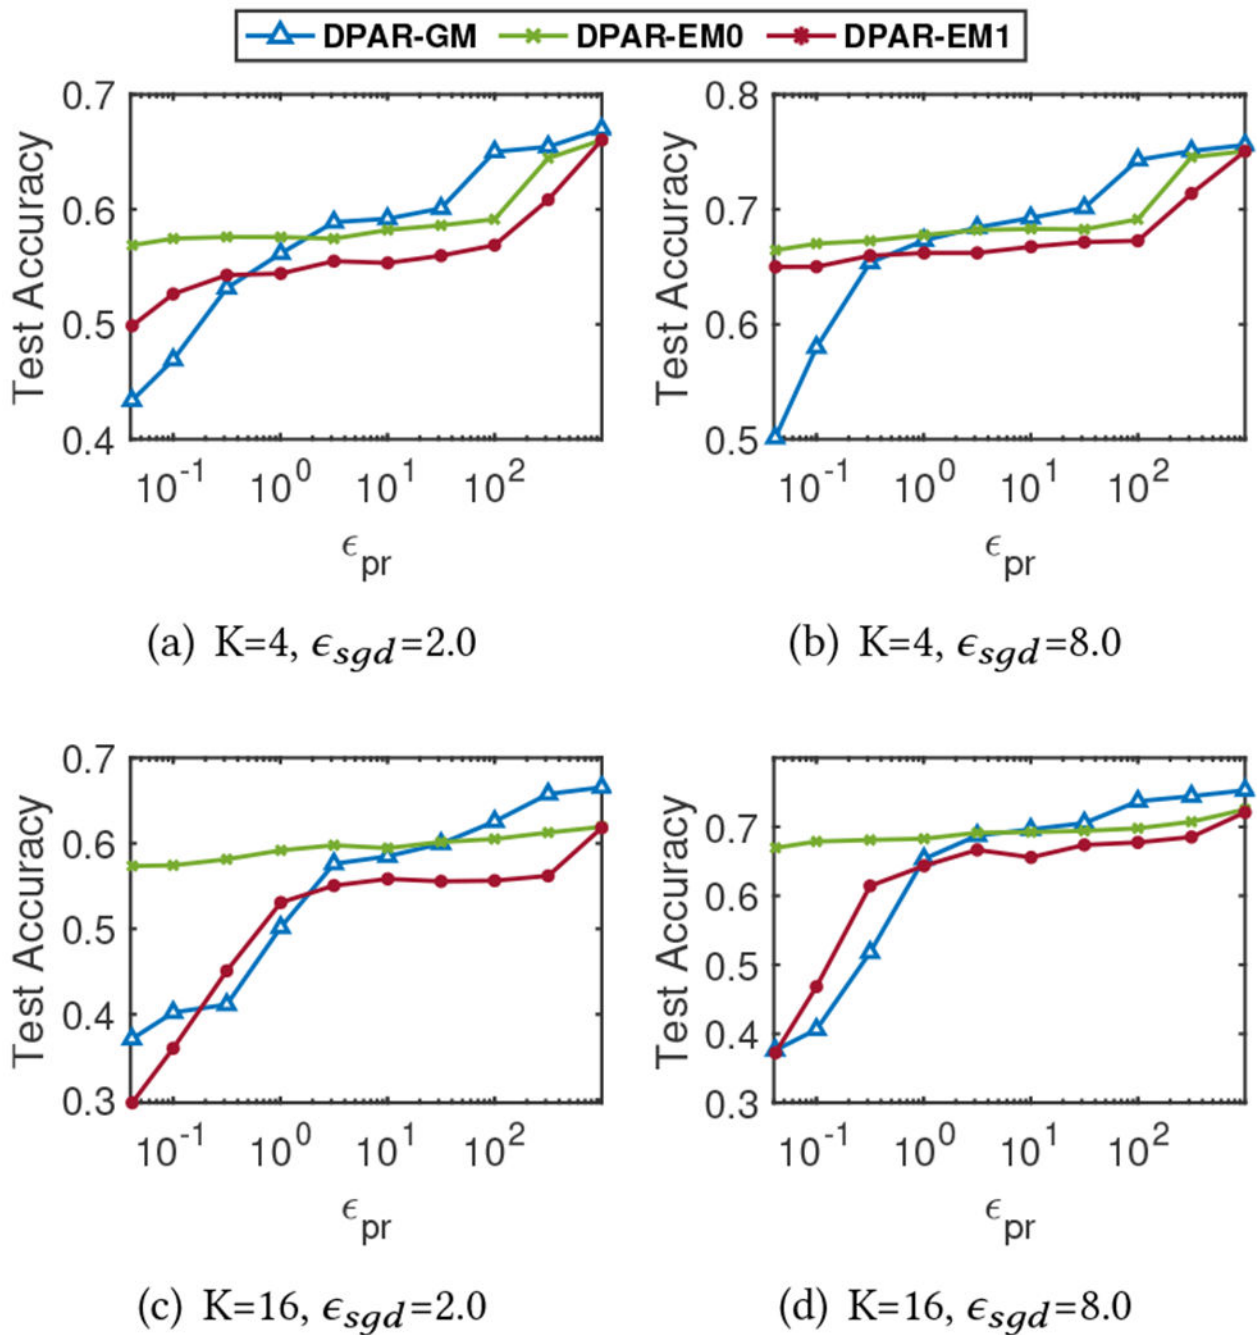 DPAR-GM DPAR-EM0 DPAR-EM1
0.7
0.6
0.5
0.4
Test Accuracy
10^-1 10^0 10^1 10^2
ϵ_pr
(a) K=4, ϵ_sgd=2.0
0.8
0.7
0.6
0.5
Test Accuracy
10^-1 10^0 10^1 10^2
ϵ_pr
(b) K=4, ϵ_sgd=8.0
0.7
0.6
0.5
0.4
0.3
Test Accuracy
10^-1 10^0 10^1 10^2
ϵ_pr
(c) K=16, ϵ_sgd=2.0
0.7
0.6
0.5
0.4
0.3
Test Accuracy
10^-1 10^0 10^1 10^2
ϵ_pr
(d) K=16, ϵ_sgd=8.0